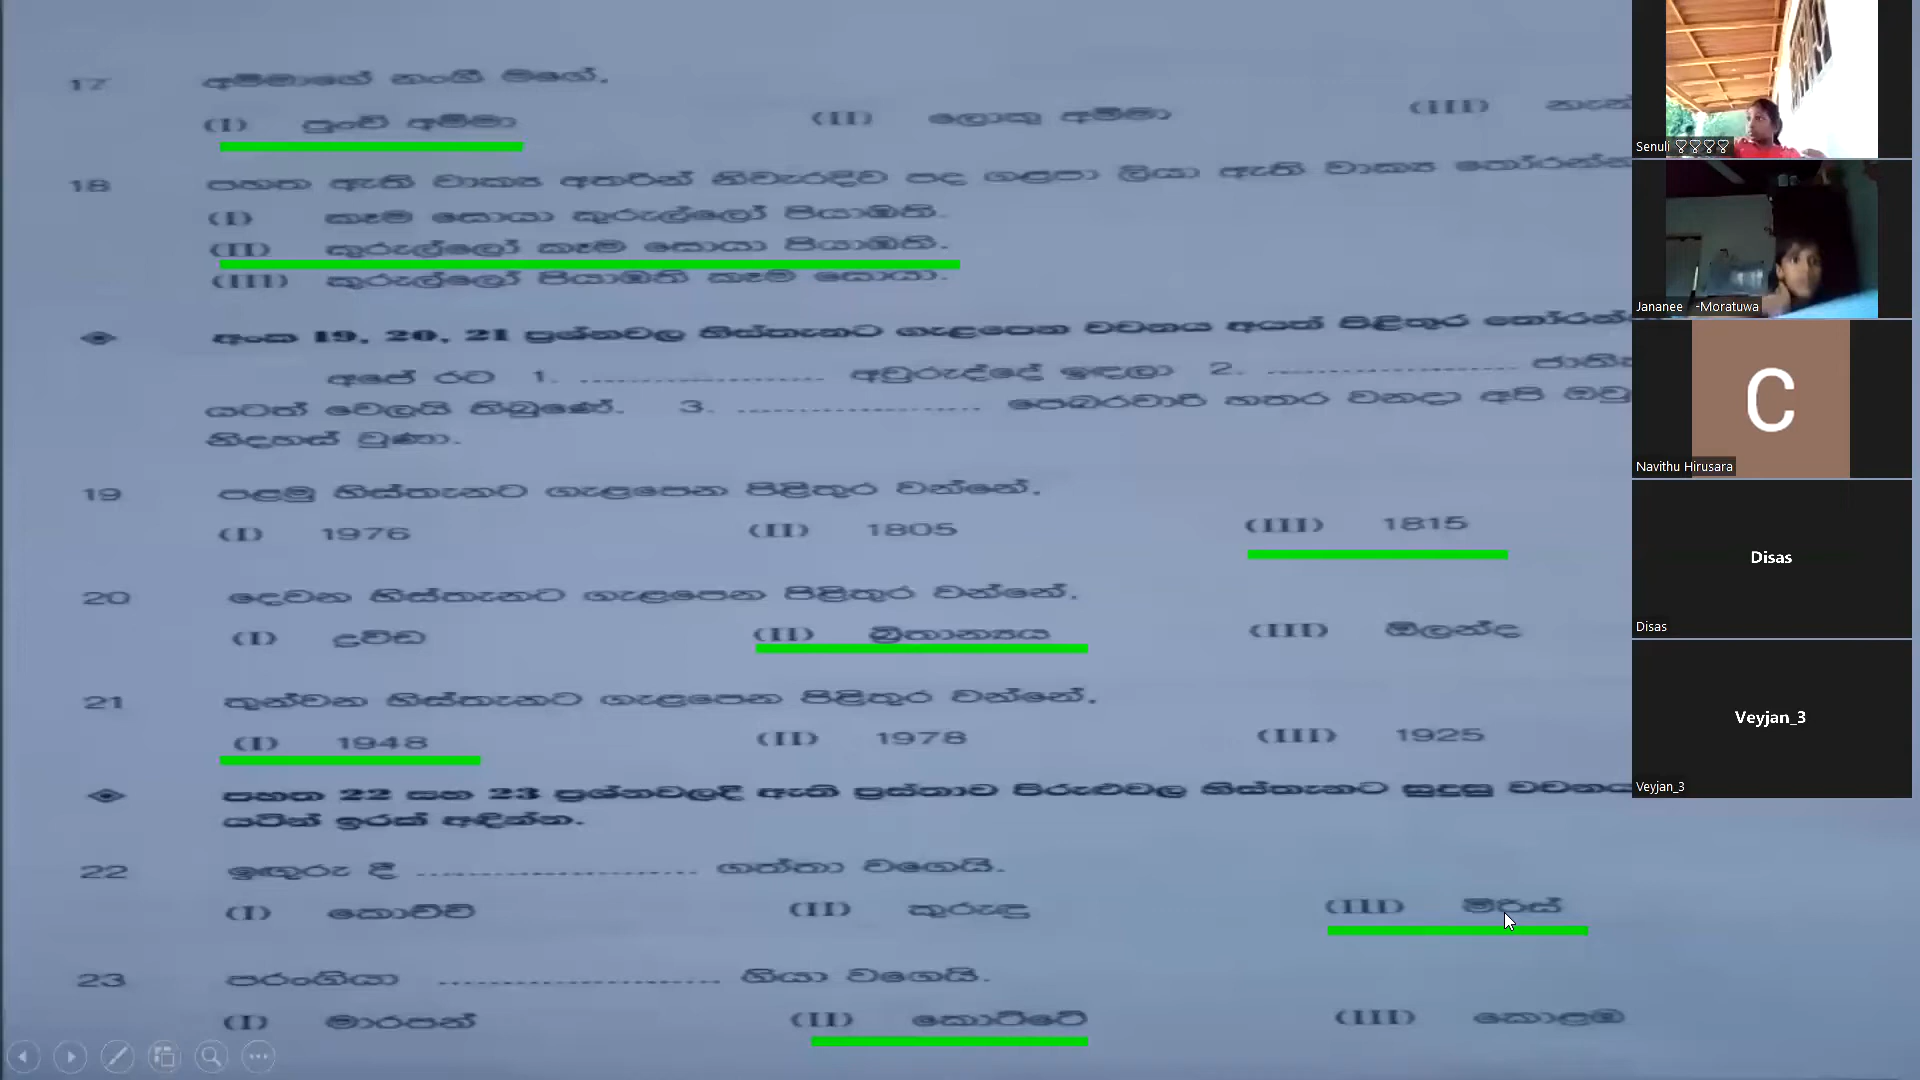 17 අම්මාගේ නංගී මගේ.
(I) පුංචි අම්මා (II) ලොකු අම්මා (III)
18 පහත ඇති වාක්‍ය අතරින් නිවැරදිව පද ගළපා ලියා ඇති වාක්‍ය
(I) කෑම සොයා කුරුල්ලෝ පියාඹති.
(II) කුරුල්ලෝ කෑම සොයා පියාඹති.
(III) කුරුල්ලෝ පියාඹති කෑම සොයා.
අංක 19, 20, 21 ප්‍රශ්නවල හිස්තැනට ගැළපෙන වචනය අයත් පිළිතුර
අපේ රට 1. ........................ අවුරුද්දේ ඉඳලා 2. ........................
යටත් වෙලයි තිබුණේ. 3. ........................ පෙබරවාරි හතර වනදා අපි
නිදහස් වුණා.
19 පළමු හිස්තැනට ගැළපෙන පිළිතුර වන්නේ.
(I) 1976 (II) 1805 (III) 1815
20 දෙවන හිස්තැනට ගැළපෙන පිළිතුර වන්නේ.
(I) ද්‍රවිඩ (II) බ්‍රිතාන්‍යය (III) ඕලන්ද
21 තුන්වන හිස්තැනට ගැළපෙන පිළිතුර වන්නේ.
(I) 1948 (II) 1978 (III) 1925
පහත 22 සහ 23 ප්‍රශ්නවලදී ඇති ප්‍රස්තාව පිරුළුවල හිස්තැනට සුදුසු වචනය
යටින් ඉරක් අඳින්න.
22 ඉඟුරු දී ........................ ගත්තා වගෙයි.
(I) කොච්චි (II) කුරුඳු (III) මිරිස්
23 පරංගියා ........................ ගියා වගෙයි.
(I) මාරපන් (II) කොට්ටේ (III) කොළඹ
Senuli
Jananee -Moratuwa
C
Navithu Hirusara
Disas
Disas
Veyjan_3
Veyjan_3